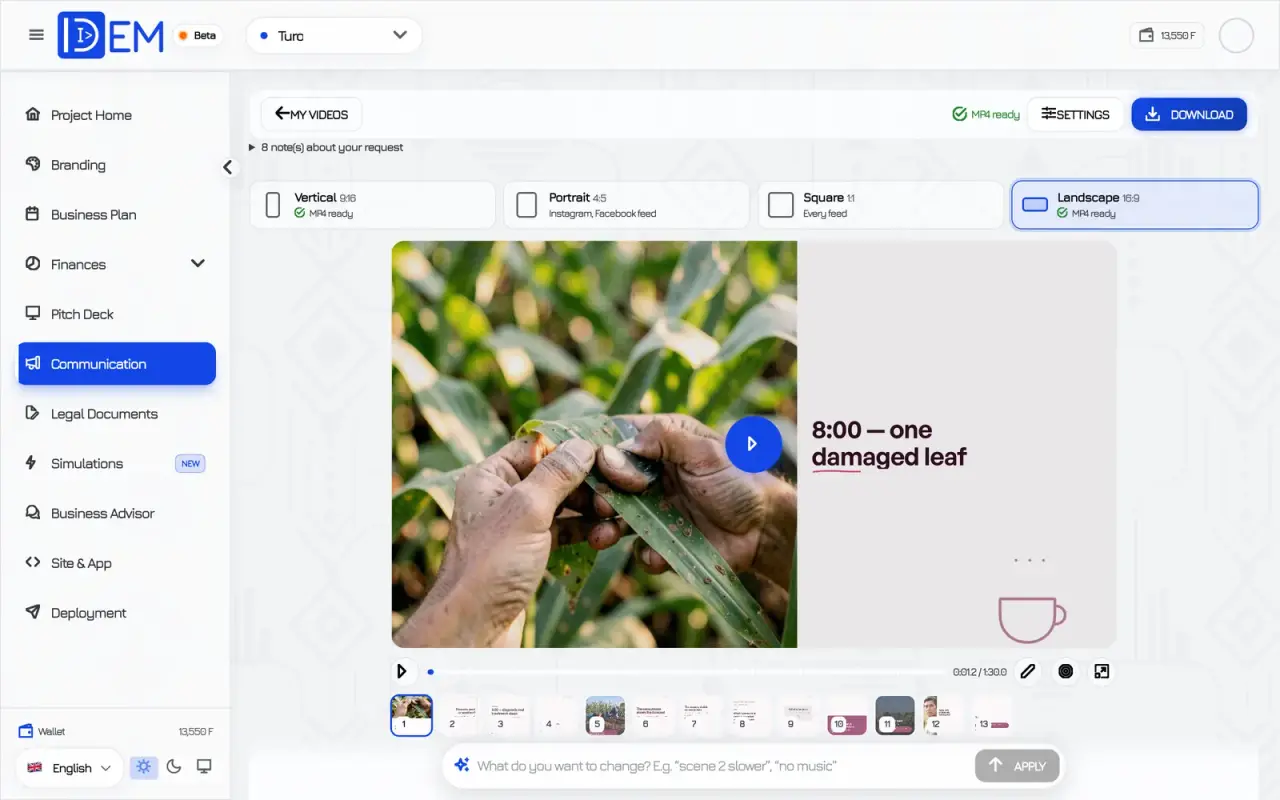 IDEM
Beta
Turo
13,550 F
Project Home
Branding
Business Plan
Finances
Pitch Deck
Communication
Legal Documents
Simulations
NEW
Business Advisor
Site & App
Deployment
Wallet
13,550 F
English
MY VIDEOS
MP4 ready
SETTINGS
DOWNLOAD
8 note(s) about your request
Vertical 9:16
MP4 ready
Portrait 4:5
Instagram, Facebook feed
Square 1:1
Every feed
Landscape 16:9
MP4 ready
8:00 — one
damaged leaf
0:01.2 / 1:30.0
1
2
3
4
5
6
7
8
9
10
11
12
13
What do you want to change? E.g. "scene 2 slower", "no music"
APPLY